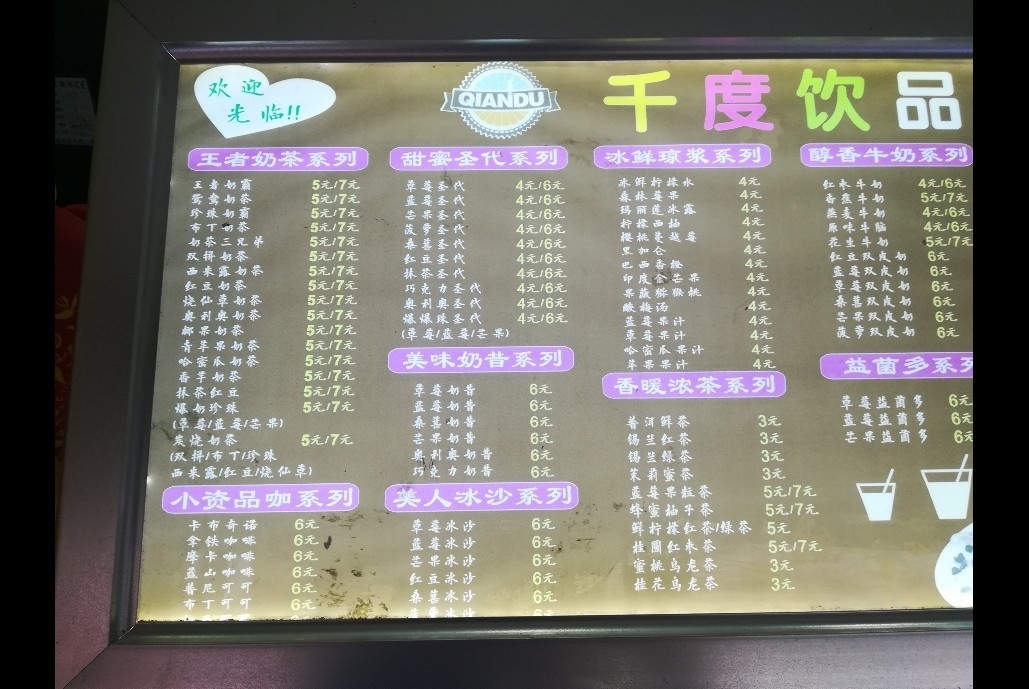 欢迎
光临!!
QIANDU
千度饮品
王者奶茶系列
王者奶霸 5元/7元
鸳鸯奶茶 5元/7元
珍珠奶霸 5元/7元
布丁奶茶 5元/7元
奶茶三兄弟 5元/7元
双拼奶茶 5元/7元
西米露奶茶 5元/7元
红豆奶茶 5元/7元
烧仙草奶茶 5元/7元
奥利奥奶茶 5元/7元
椰果奶茶 5元/7元
青苹果奶茶 5元/7元
哈密瓜奶茶 5元/7元
香芋奶茶 5元/7元
抹茶红豆 5元/7元
爆奶珍珠 5元/7元
(草莓/蓝莓/芒果)
炭烧奶茶 5元/7元
(双拼/布丁/珍珠
西米露/红豆/烧仙草)
小资品咖系列
卡布奇诺 6元
拿铁咖啡 6元
摩卡咖啡 6元
蓝山咖啡 6元
普尼可可 6元
布丁可可 6元
甜蜜圣代系列
草莓圣代 4元/6元
蓝莓圣代 4元/6元
芒果圣代 4元/6元
菠萝圣代 4元/6元
桑葚圣代 4元/6元
红豆圣代 4元/6元
抹茶圣代 4元/6元
巧克力圣代 4元/6元
奥利奥圣代 4元/6元
爆爆珠圣代 4元/6元
(草莓/蓝莓/芒果)
美味奶昔系列
草莓奶昔 6元
蓝莓奶昔 6元
桑葚奶昔 6元
芒果奶昔 6元
奥利奥奶昔 6元
巧克力奶昔 6元
美人冰沙系列
草莓冰沙 6元
蓝莓冰沙 6元
芒果冰沙 6元
红豆冰沙 6元
桑葚冰沙 6元
菠萝冰沙 6元
冰鲜琼浆系列
冰鲜柠檬水 4元
森林莓果 4元
玛丽莲冰露 4元
柠檬西柚 4元
樱桃蔓越莓 4元
黑加仑 4元
巴西香橙 4元
印度金芒果 4元
果蔬猕猴桃 4元
酸梅汤 4元
蓝莓果汁 4元
草莓果汁 4元
哈密瓜果汁 4元
苹果果汁 4元
香暖浓茶系列
普洱鲜茶 3元
锡兰红茶 3元
锡兰绿茶 3元
茉莉蜜茶 3元
蓝莓果粒茶 5元/7元
蜂蜜柚子茶 5元/7元
鲜柠檬红茶/绿茶 5元
桂圆红枣茶 5元/7元
蜜桃乌龙茶 3元
桂花乌龙茶 3元
醇香牛奶系列
红枣牛奶 4元/6元
香蕉牛奶 5元/7元
燕麦牛奶 4元/6元
原味牛脑 4元/6元
花生牛奶 5元/7元
红豆双皮奶 6元
蓝莓双皮奶 6元
草莓双皮奶 6元
桑葚双皮奶 6元
芒果双皮奶 6元
菠萝双皮奶 6元
益菌多系列
草莓益菌多 6元
蓝莓益菌多 6元
芒果益菌多 6元